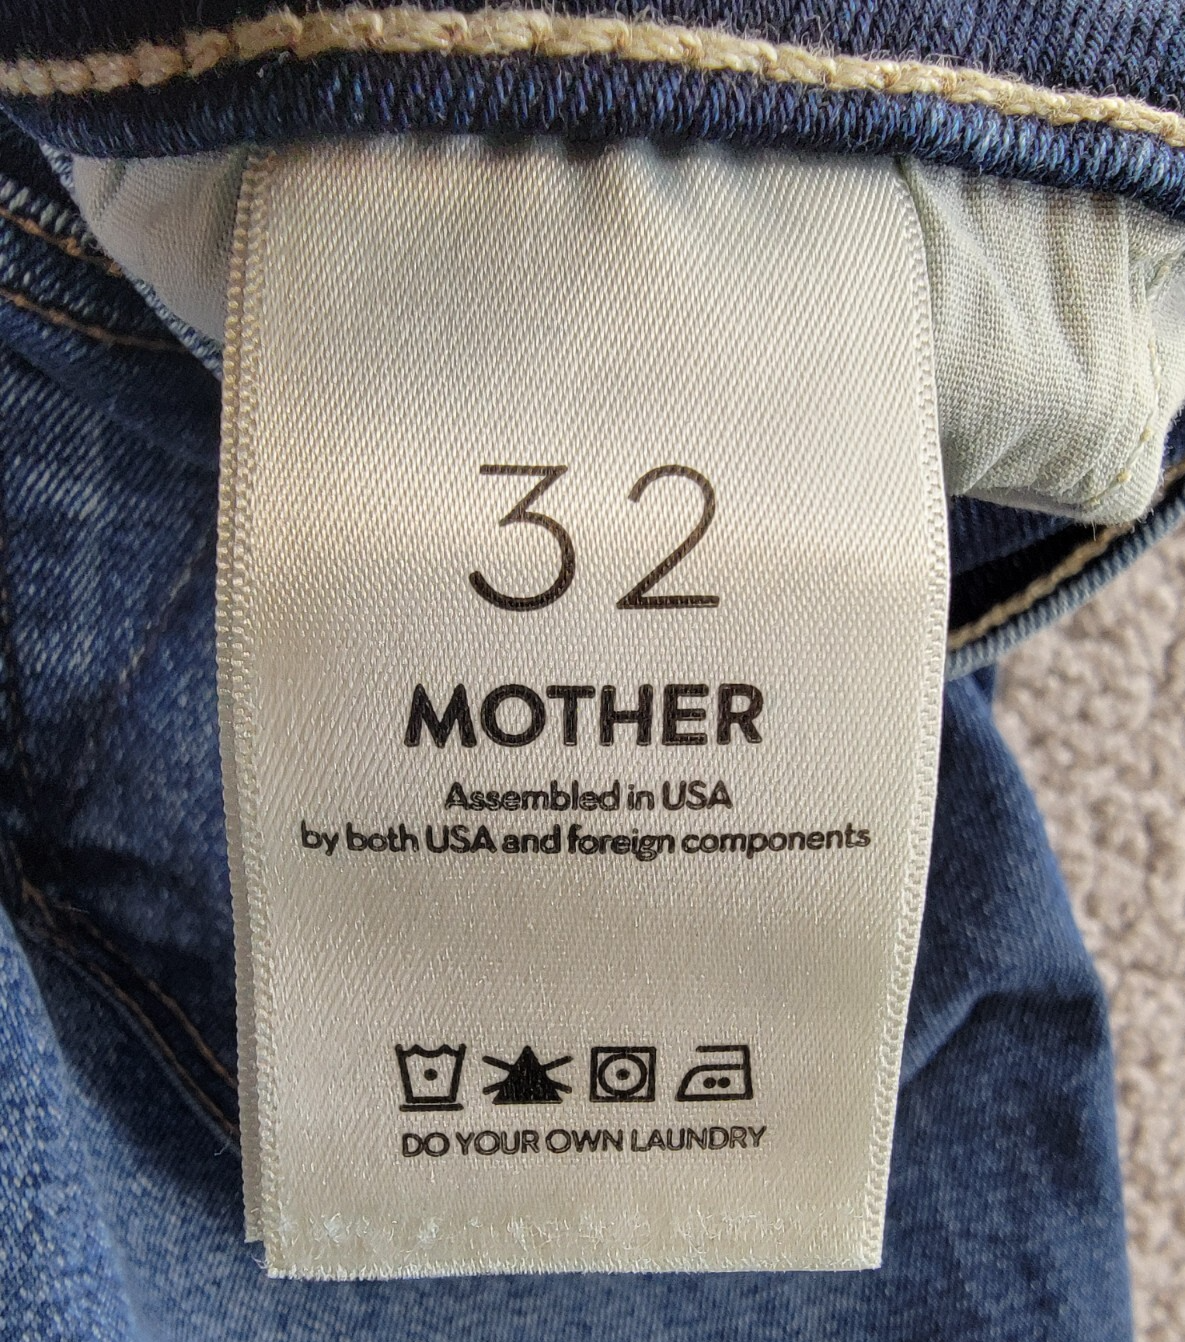 32
MOTHER
Assembled in USA
by both USA and foreign components
DO YOUR OWN LAUNDRY